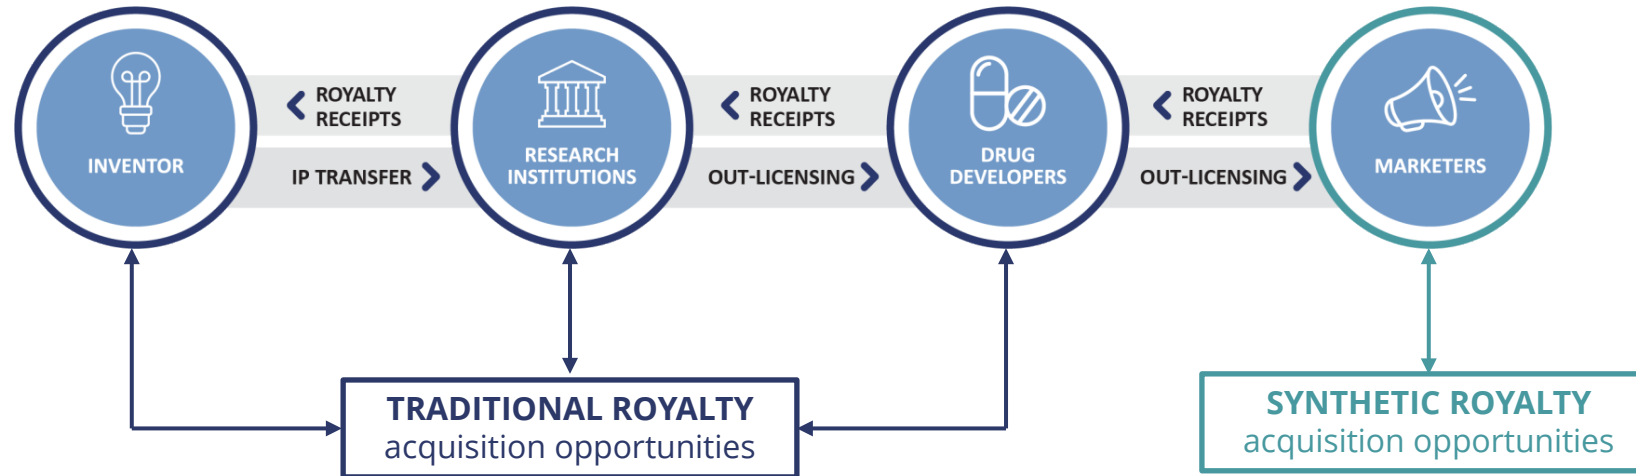 INVENTOR
ROYALTY
RECEIPTS
IP TRANSFER
RESEARCH
INSTITUTIONS
ROYALTY
RECEIPTS
OUT-LICENSING
DRUG
DEVELOPERS
ROYALTY
RECEIPTS
OUT-LICENSING
MARKETERS
TRADITIONAL ROYALTY
acquisition opportunities
SYNTHETIC ROYALTY
acquisition opportunities